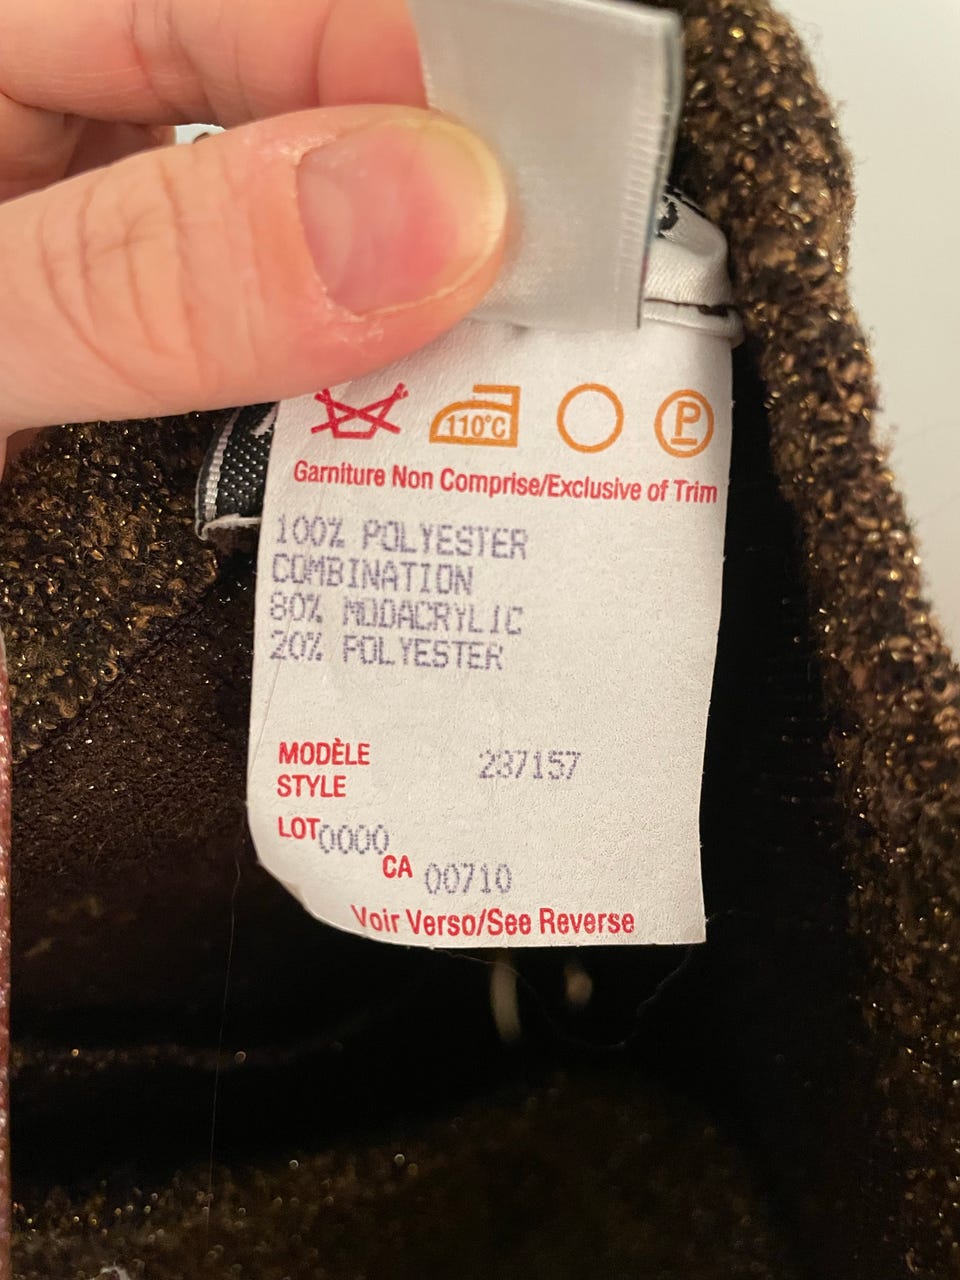 110°C P
Garniture Non Comprise/Exclusive of Trim
100% POLYESTER
COMBINATION
80% MODACRYLIC
20% POLYESTER
MODÈLE
STYLE 237157
LOT 0000
CA 00710
Voir Verso/See Reverse